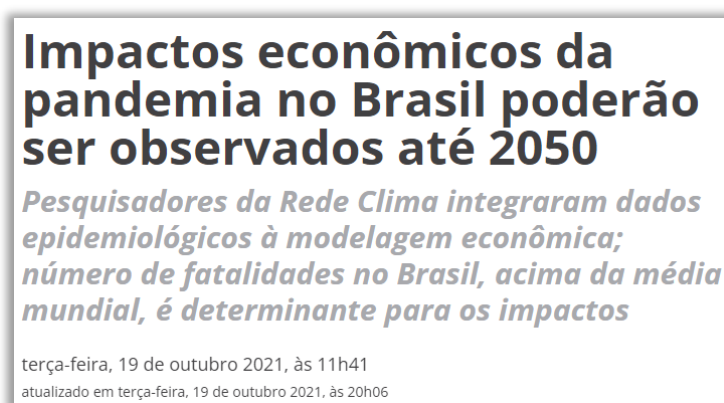 Impactos econômicos da
pandemia no Brasil poderão
ser observados até 2050
Pesquisadores da Rede Clima integraram dados
epidemiológicos à modelagem econômica;
número de fatalidades no Brasil, acima da média
mundial, é determinante para os impactos
terça-feira, 19 de outubro 2021, às 11h41
atualizado em terça-feira, 19 de outubro 2021, às 20h06